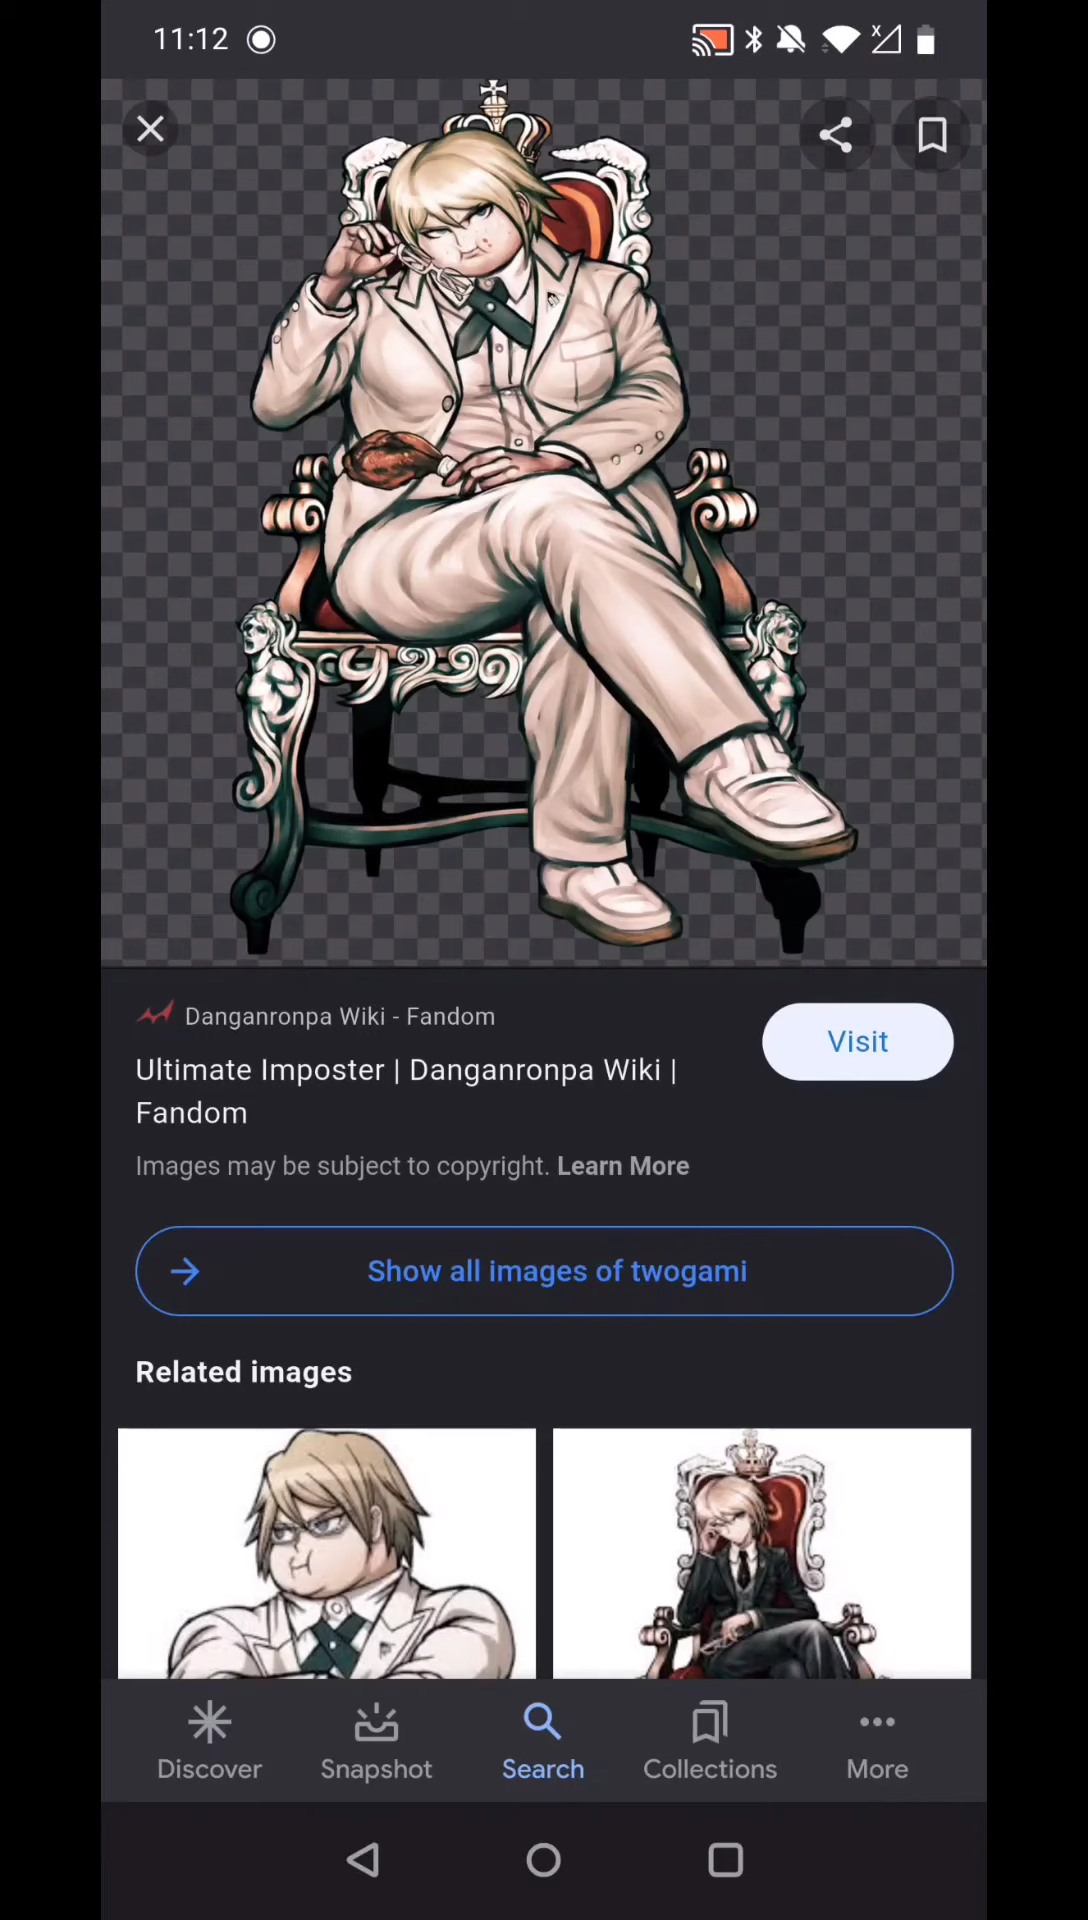 11:12
Danganronpa Wiki - Fandom
Visit
Ultimate Imposter | Danganronpa Wiki |
Fandom
Images may be subject to copyright. Learn More
Show all images of twogami
Related images
Discover
Snapshot
Search
Collections
More